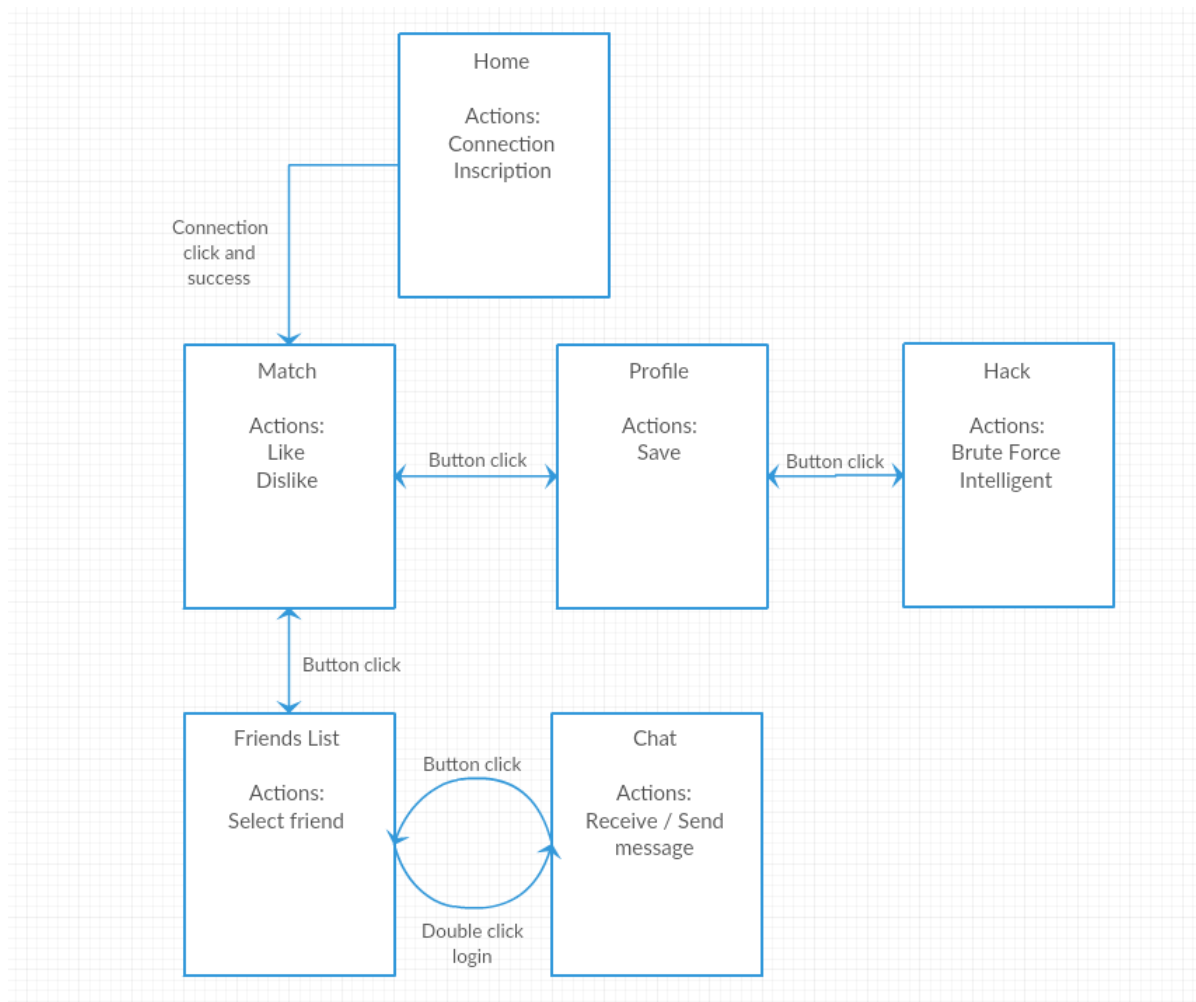 Home
Actions:
Connection
Inscription
Connection
click and
success
Match
Actions:
Like
Dislike
Button click
Profile
Actions:
Save
Button click
Hack
Actions:
Brute Force
Intelligent
Button click
Friends List
Actions:
Select friend
Button click
Double click
login
Chat
Actions:
Receive / Send
message